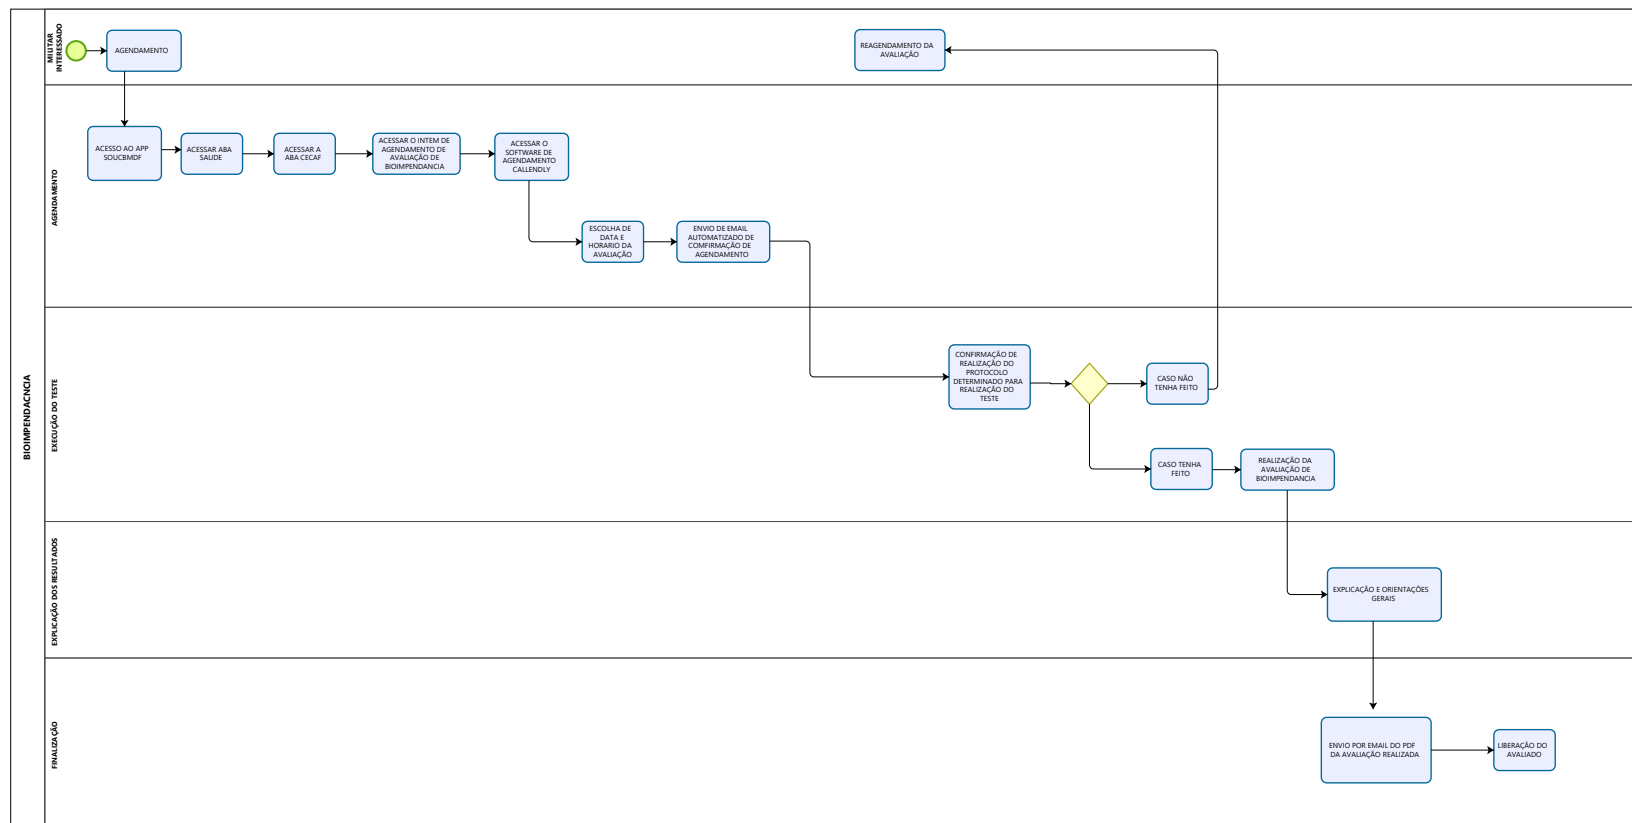 BIOIMPENDACNCIA
MILITAR
INTERESSADO
AGENDAMENTO
REAGENDAMENTO DA
AVALIAÇÃO
AGENDAMENTO
ACESSO AO APP
SOUCBMDF
ACESSAR ABA
SAUDE
ACESSAR A
ABA CECAF
ACESSAR O INTEM DE
AGENDAMENTO DE
AVALIAÇÃO DE
BIOIMPENDANCIA
ACESSAR O
SOFTWARE DE
AGENDAMENTO
CALLENDLY
ESCOLHA DE
DATA E
HORARIO DA
AVALIAÇÃO
ENVIO DE EMAIL
AUTOMATIZADO DE
COMFIRMAÇÃO DE
AGENDAMENTO
EXECUÇÃO DO TESTE
CONFIRMAÇÃO DE
REALIZAÇÃO DO
PROTOCOLO
DETERMINADO PARA
REALIZAÇÃO DO
TESTE
CASO NÃO
TENHA FEITO
CASO TENHA
FEITO
REALIZAÇÃO DA
AVALIAÇÃO DE
BIOIMPENDANCIA
EXPLICAÇÃO DOS RESULTADOS
EXPLICAÇÃO E ORIENTAÇÕES
GERAIS
FINALIZAÇÃO
ENVIO POR EMAIL DO PDF
DA AVALIAÇÃO REALIZADA
LIBERAÇÃO DO
AVALIADO